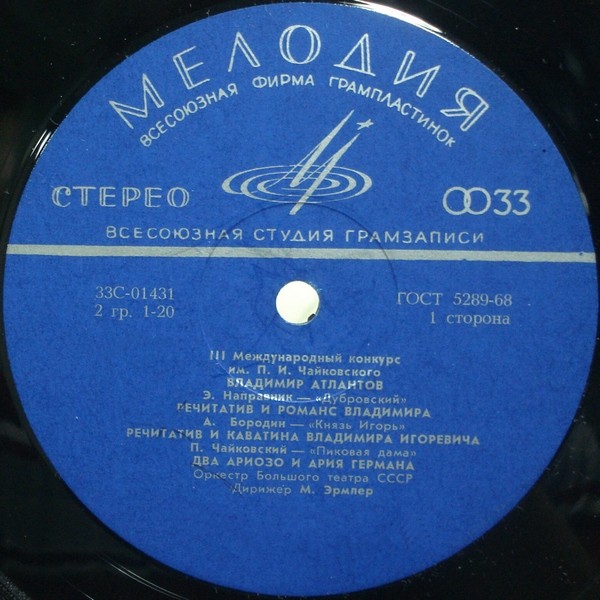 МЕЛОДИЯ
ВСЕСОЮЗНАЯ ФИРМА ГРАМПЛАСТИНОК
СТЕРЕО
33
ВСЕСОЮЗНАЯ СТУДИЯ ГРАМЗАПИСИ
33С-01431
ГОСТ 5289-68
2 гр. 1-20
1 сторона
III Международный конкурс
им. П. И. Чайковского
ВЛАДИМИР АТЛАНТОВ
Э. Направник — «Дубровский»
РЕЧИТАТИВ И РОМАНС ВЛАДИМИРА
А. Бородин — «Князь Игорь»
РЕЧИТАТИВ И КАВАТИНА ВЛАДИМИРА ИГОРЕВИЧА
П. Чайковский — «Пиковая дама»
ДВА АРИОЗО И АРИЯ ГЕРМАНА
Оркестр Большого театра СССР
Дирижер М. Эрмлер